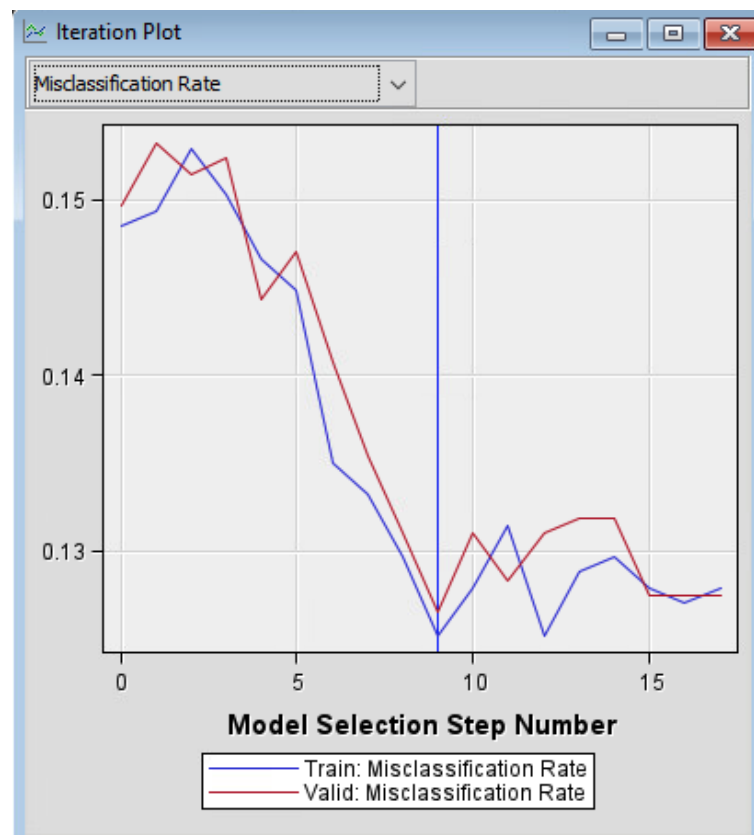 Iteration Plot
Misclassification Rate
0.15
0.14
0.13
0
5
10
15
Model Selection Step Number
Train: Misclassification Rate
Valid: Misclassification Rate